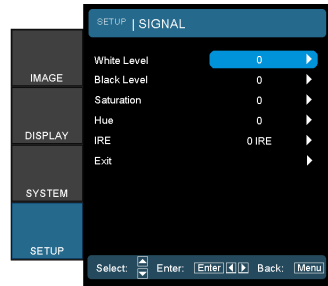 SETUP | SIGNAL
IMAGE
DISPLAY
SYSTEM
SETUP
White Level 0
Black Level 0
Saturation 0
Hue 0
IRE 0 IRE
Exit
Select: Enter: Enter Back: Menu